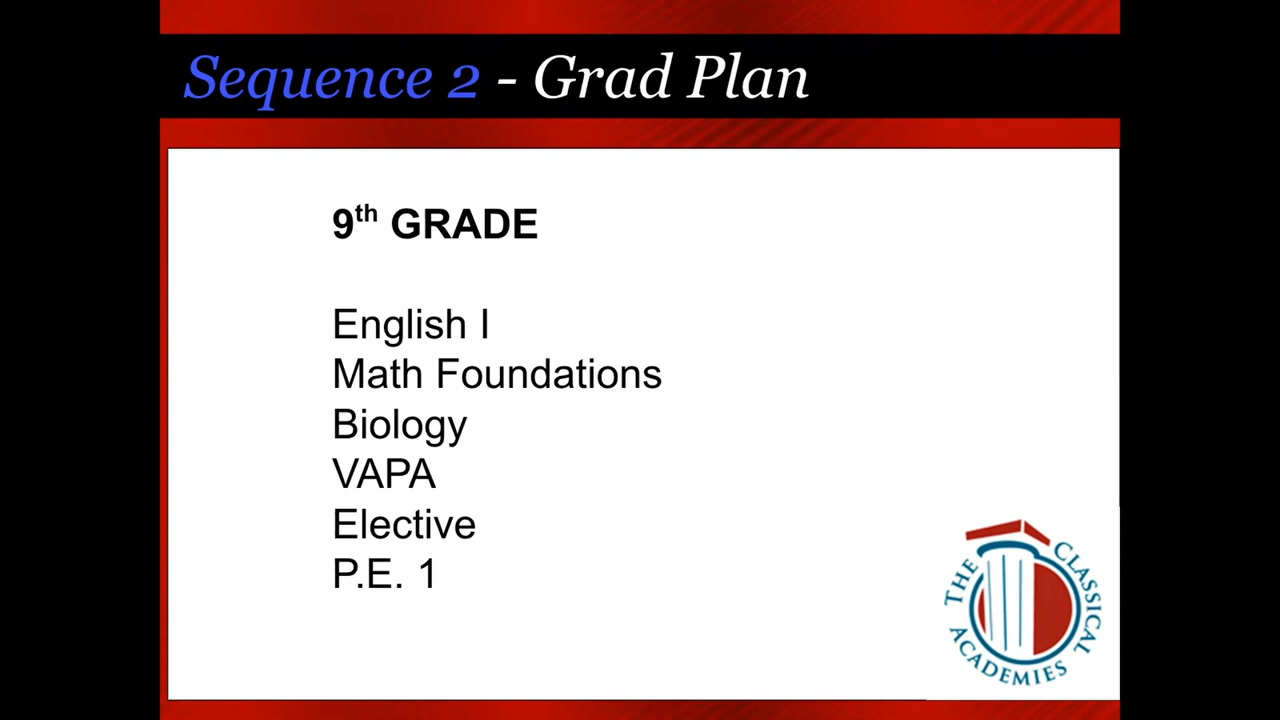 Sequence 2 - Grad Plan
9th GRADE
English I
Math Foundations
Biology
VAPA
Elective
P.E. 1
THE CLASSICAL ACADEMIES